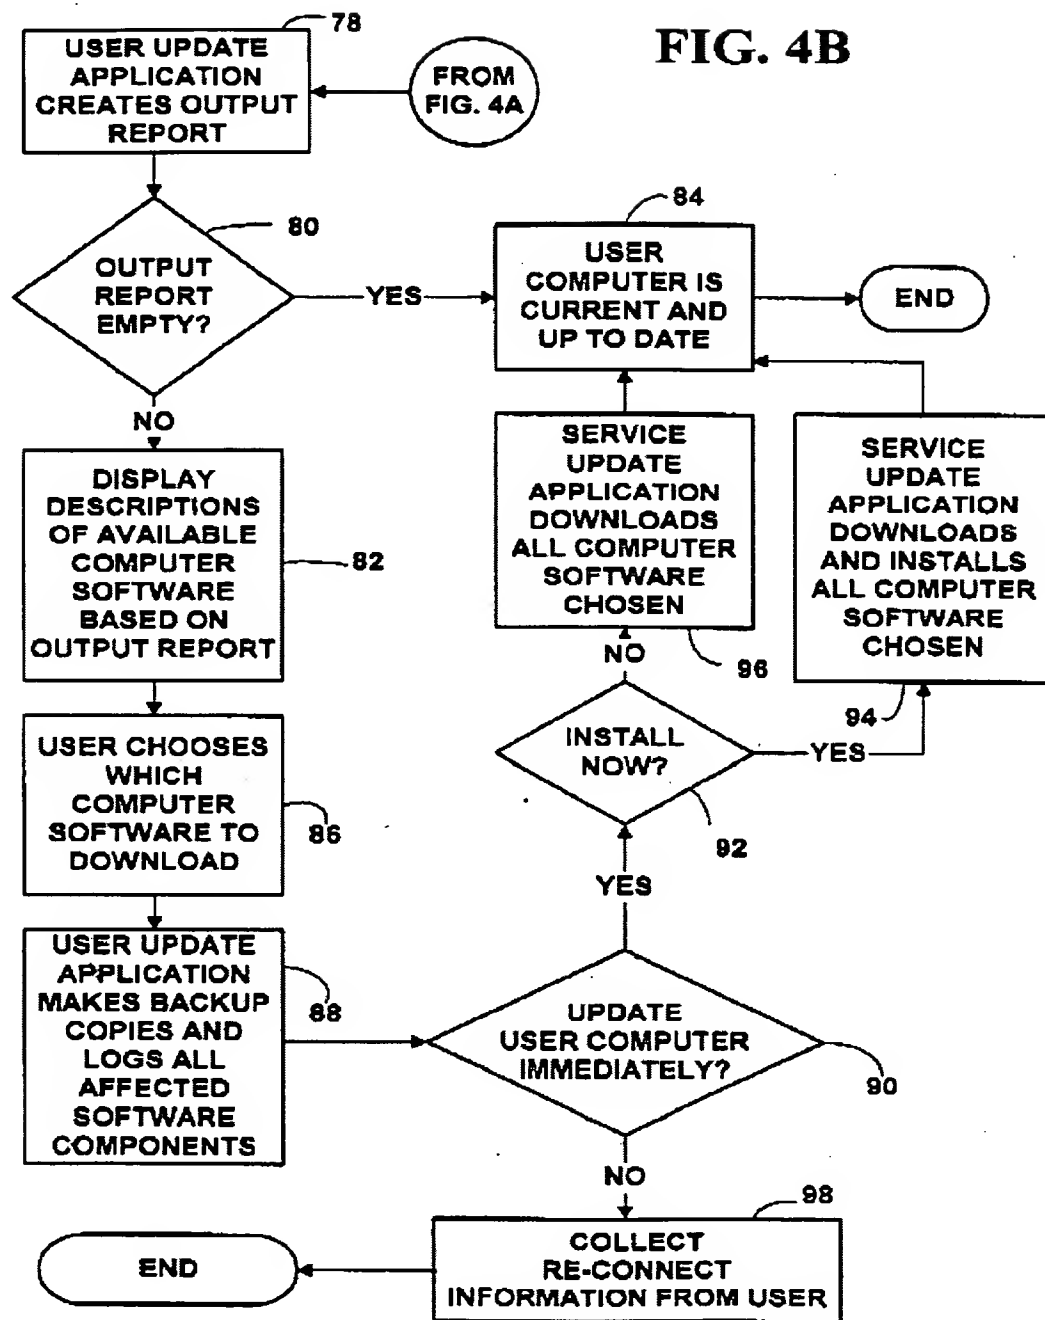 FIG. 4B
78
USER UPDATE
APPLICATION
CREATES OUTPUT
REPORT
FROM
FIG. 4A
80
OUTPUT
REPORT
EMPTY?
YES
84
USER
COMPUTER IS
CURRENT AND
UP TO DATE
END
NO
DISPLAY
DESCRIPTIONS
OF AVAILABLE
COMPUTER
SOFTWARE
BASED ON
OUTPUT REPORT
82
SERVICE
UPDATE
APPLICATION
DOWNLOADS
ALL COMPUTER
SOFTWARE
CHOSEN
96
SERVICE
UPDATE
APPLICATION
DOWNLOADS
AND INSTALLS
ALL COMPUTER
SOFTWARE
CHOSEN
94
NO
INSTALL
NOW?
YES
92
USER CHOOSES
WHICH
COMPUTER
SOFTWARE TO
DOWNLOAD
86
YES
USER UPDATE
APPLICATION
MAKES BACKUP
COPIES AND
LOGS ALL
AFFECTED
SOFTWARE
COMPONENTS
88
UPDATE
USER COMPUTER
IMMEDIATELY?
90
NO
98
COLLECT
RE-CONNECT
INFORMATION FROM USER
END